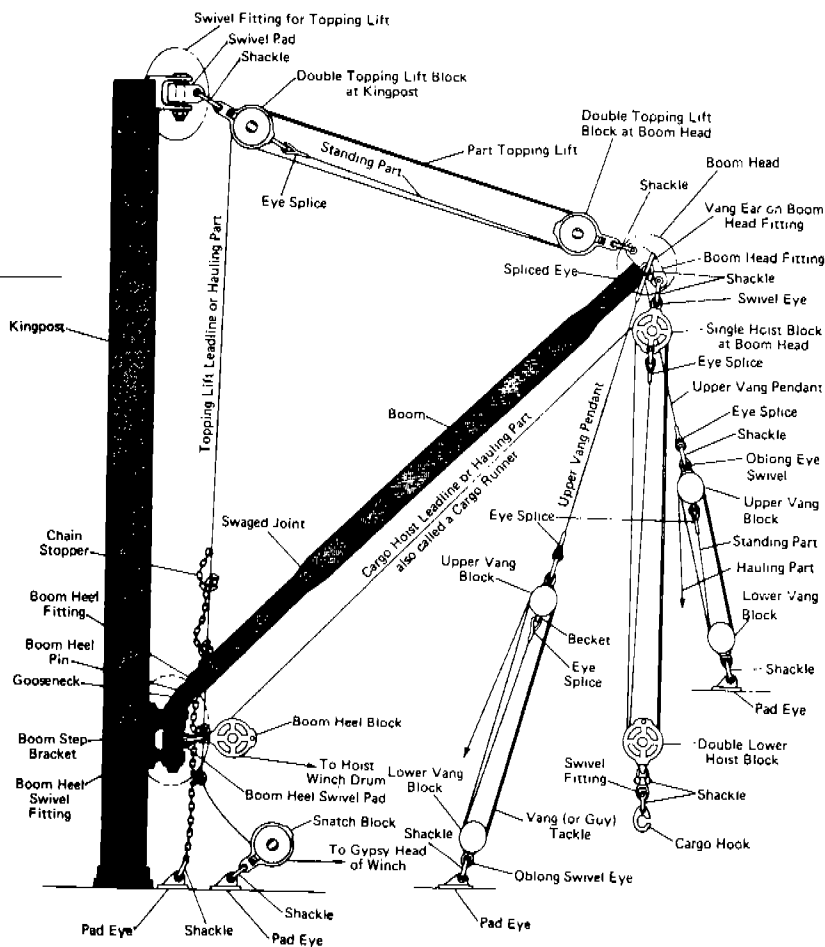 Swivel Fitting for Topping Lift
Swivel Pad
Shackle
Double Topping Lift Block
at Kingpost
Double Topping Lift
Block at Boom Head
Part Topping Lift
Standing Part
Eye Splice
Boom Head
Shackle
Vang Ear on Boom
Head Fitting
Boom Head Fitting
Spliced Eye
Shackle
Swivel Eye
Kingpost
Topping Lift Leadline or Hauling Part
Single Hoist Block
at Boom Head
Eye Splice
Upper Vang Pendant
Boom
Eye Splice
Shackle
Oblong Eye
Swivel
Upper Vang
Block
Cargo Hoist Leadline or Hauling Part
also called a Cargo Runner
Upper Vang Pendant
Swaged Joint
Eye Splice
Standing Part
Hauling Part
Chain
Stopper
Upper Vang
Block
Boom Heel
Fitting
Lower Vang
Block
Becket
Eye
Splice
Boom Heel
Pin
Gooseneck
Shackle
Pad Eye
Boom Heel Block
Boom Step
Bracket
Double Lower
Hoist Block
To Hoist
Winch Drum
Swivel
Fitting
Lower Vang
Block
Boom Heel
Swivel
Fitting
Boom Heel Swivel Pad
Shackle
Snatch Block
Vang (or Guy)
Tackle
Cargo Hook
To Gypsy Head
of Winch
Shackle
Oblong Swivel Eye
Pad Eye
Shackle
Shackle
Pad Eye
Pad Eye